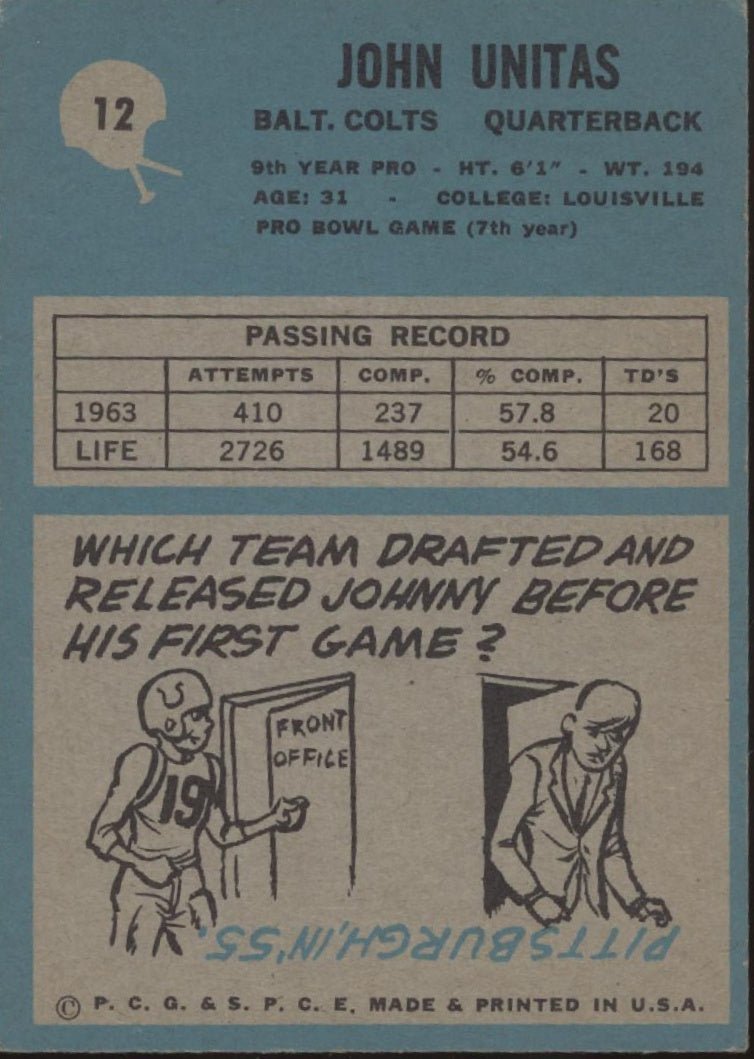 12
JOHN UNITAS
BALT. COLTS QUARTERBACK
9th YEAR PRO - HT. 6'1" - WT. 194
AGE: 31 - COLLEGE: LOUISVILLE
PRO BOWL GAME (7th year)
PASSING RECORD
ATTEMPTS COMP. % COMP. TD'S
1963 410 237 57.8 20
LIFE 2726 1489 54.6 168
WHICH TEAM DRAFTED AND
RELEASED JOHNNY BEFORE
HIS FIRST GAME?
FRONT
OFFICE
19
PITTSBURGH, IN '55.
© P. C. G. & S. P. C. E. MADE & PRINTED IN U.S.A.